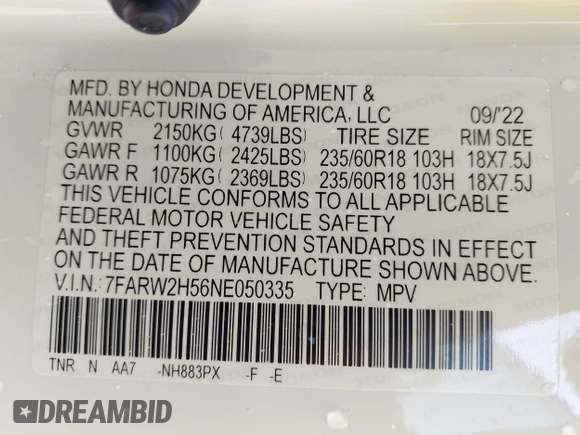 MFD. BY HONDA DEVELOPMENT &
MANUFACTURING OF AMERICA, LLC 09/'22
GVWR 2150KG( 4739LBS) TIRE SIZE RIM SIZE
GAWR F 1100KG( 2425LBS) 235/60R18 103H 18X7.5J
GAWR R 1075KG( 2369LBS) 235/60R18 103H 18X7.5J
THIS VEHICLE CONFORMS TO ALL APPLICABLE
FEDERAL MOTOR VEHICLE SAFETY
AND THEFT PREVENTION STANDARDS IN EFFECT
ON THE DATE OF MANUFACTURE SHOWN ABOVE.
V.I.N.: 7FARW2H56NE050335 TYPE: MPV
TNR N AA7 -NH883PX -F -E
DREAMBID